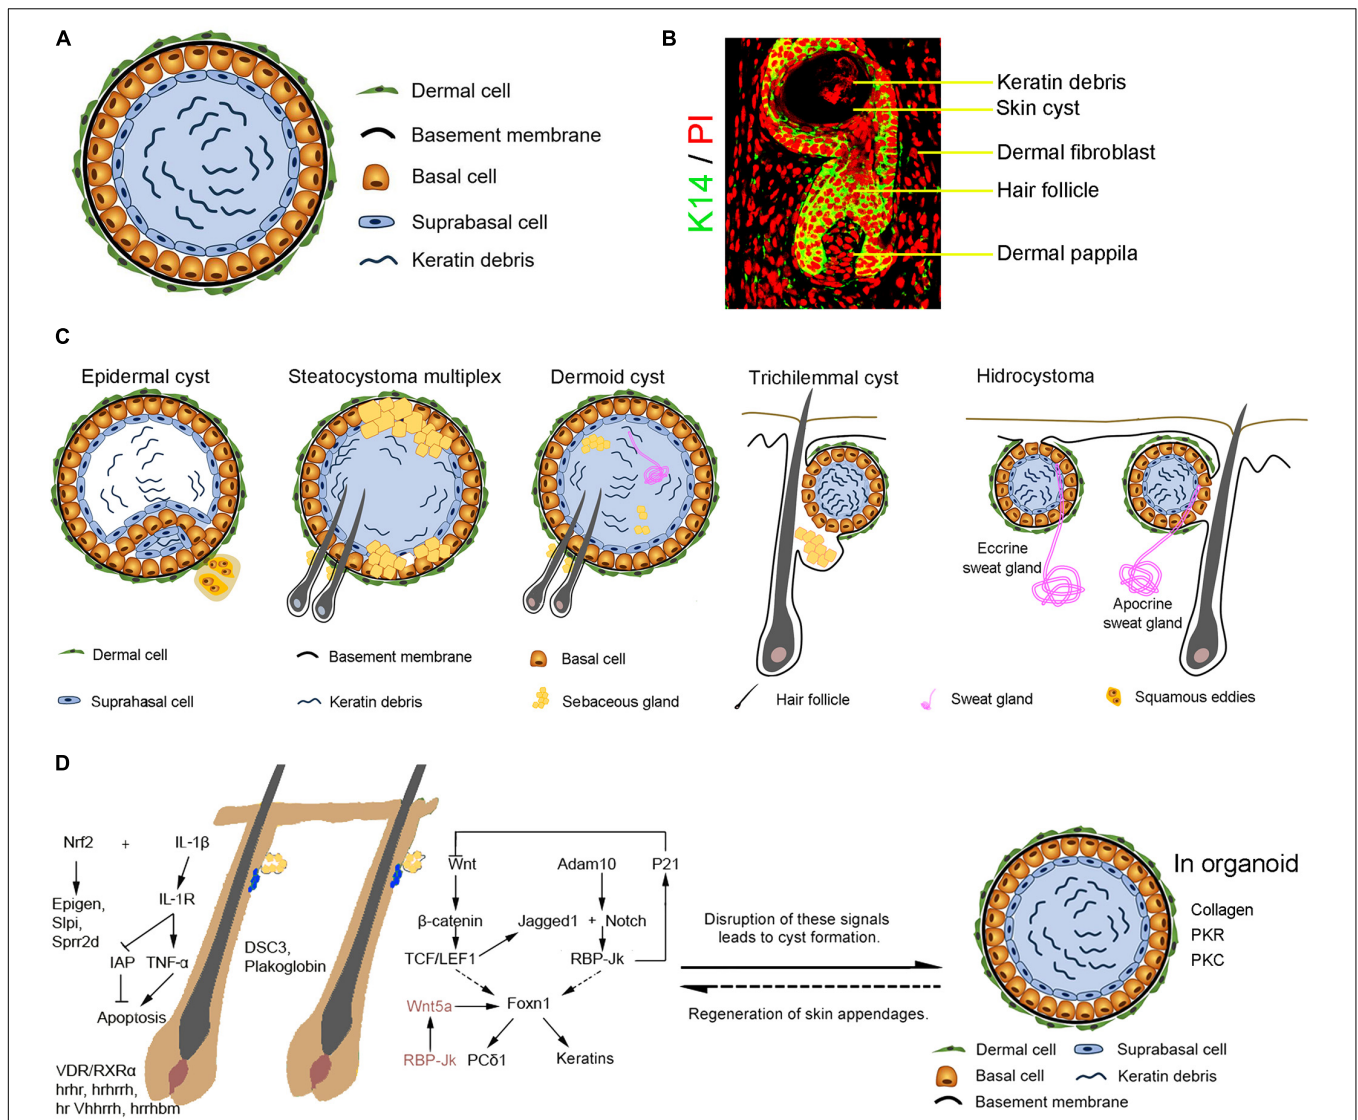 A
Dermal cell
Basement membrane
Basal cell
Suprabasal cell
Keratin debris
B
K14 / PI
Keratin debris
Skin cyst
Dermal fibroblast
Hair follicle
Dermal pappila
C
Epidermal cyst
Steatocystoma multiplex
Dermoid cyst
Trichilemmal cyst
Hidrocystoma
Eccrine
sweat gland
Apocrine
sweat gland
Dermal cell
Basement membrane
Basal cell
Suprahasal cell
Keratin debris
Sebaceous gland
Hair follicle
Sweat gland
Squamous eddies
D
Nrf2 + IL-1β
Epigen,
Slpi,
Sprr2d
IL-1R
IAP
TNF-α
Apoptosis
VDR/RXRα
hrhr, hrhrrh,
hr Vhhrrh, hrrhbm
DSC3,
Plakoglobin
Wnt
Adam10
P21
β-catenin
Jagged1 + Notch
TCF/LEF1
RBP-Jk
Wnt5a
Foxn1
RBP-Jk
PCδ1
Keratins
Disruption of these signals
leads to cyst formation.
Regeneration of skin appendages.
In organoid
Collagen
PKR
PKC
Dermal cell
Suprabasal cell
Basal cell
Keratin debris
Basement membrane